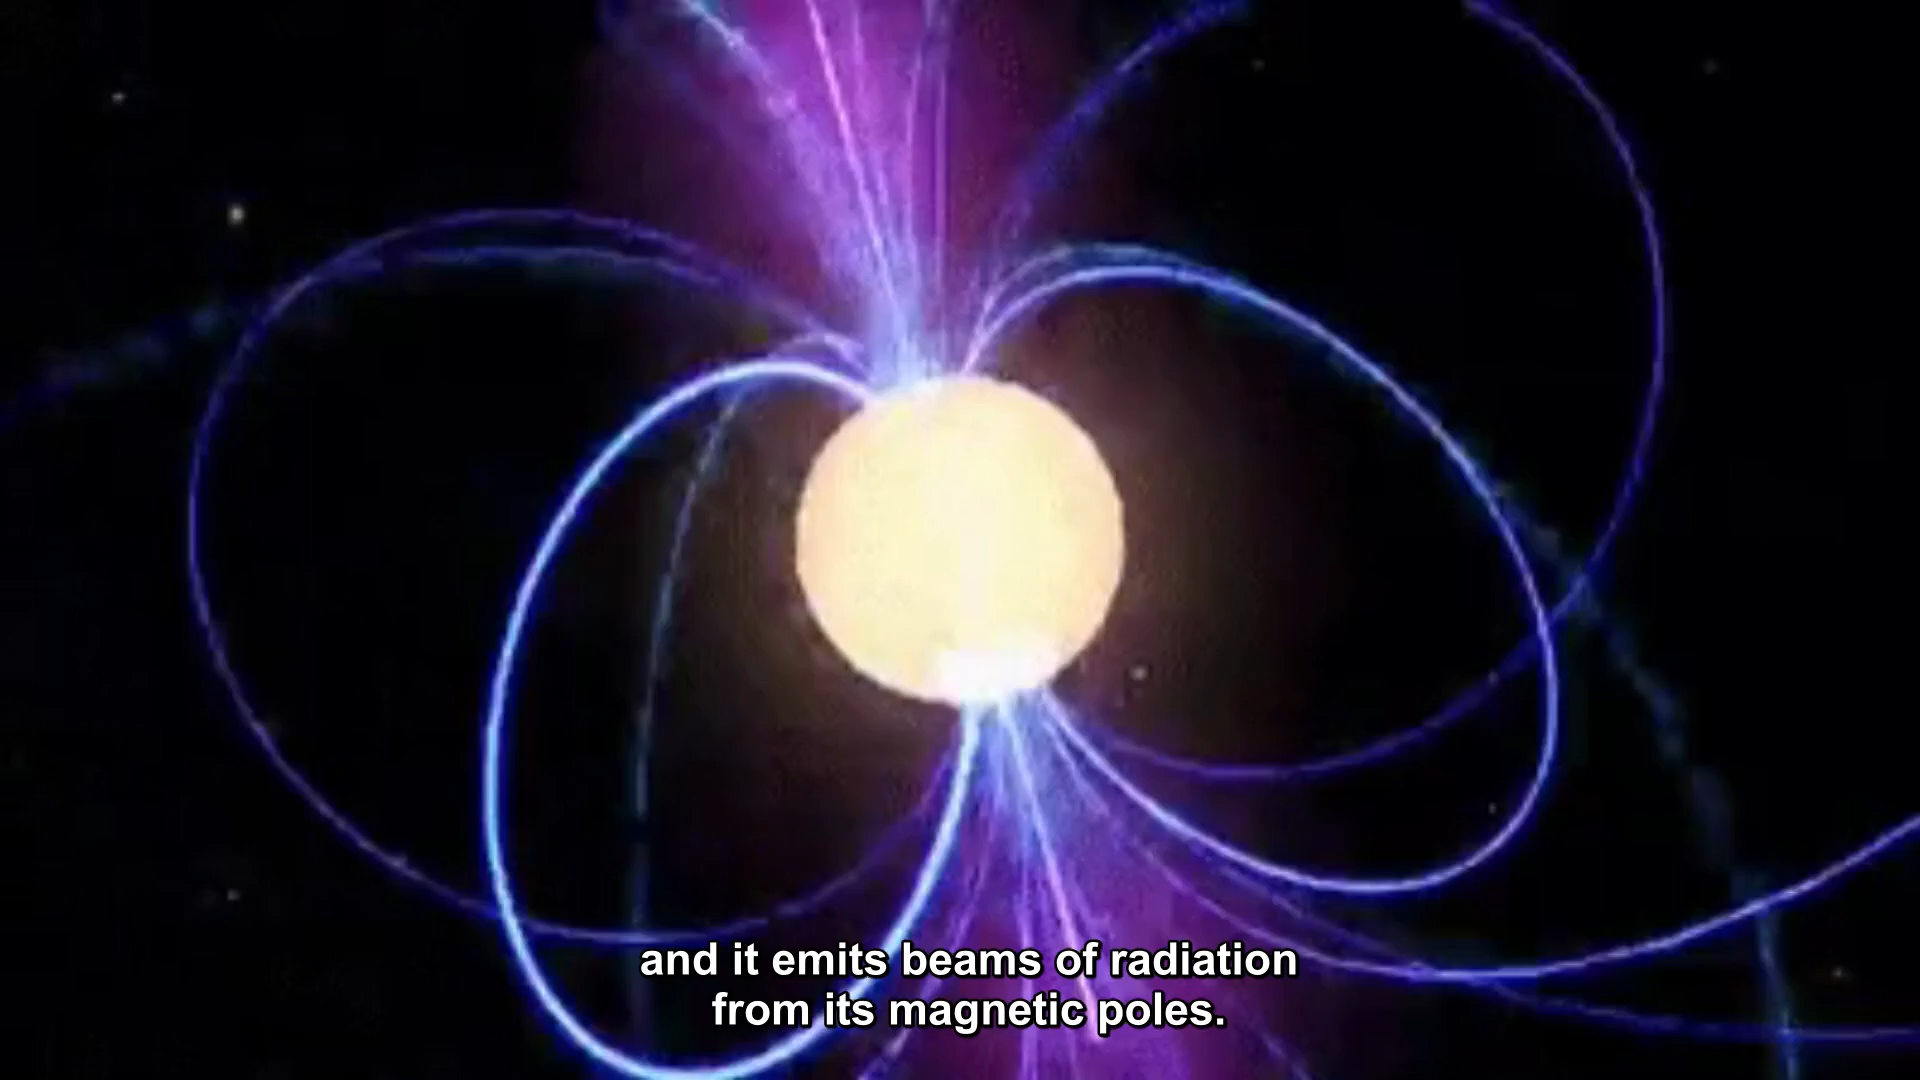 and it emits beams of radiation
from its magnetic poles.